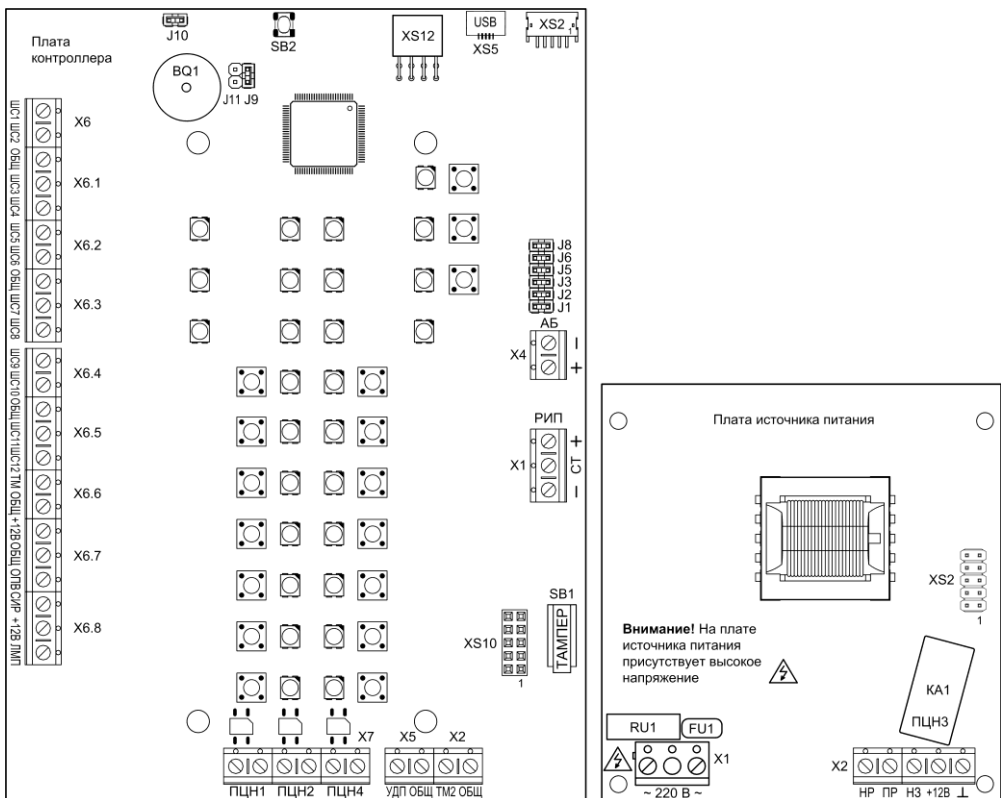 Плата
контроллера
J10
SB2
XS12
USB
XS5
XS2
1
BQ1
J11 J9
X6
X6.1
X6.2
X6.3
X6.4
X6.5
X6.6
X6.7
X6.8
ШС1 ШС2 ОБЩ ШС3 ШС4 ШС5 ШС6 ОБЩ ШС7 ШС8
ШС9 ШС10 ОБЩ ШС11 ШС12 ТМ ОБЩ +12В ОБЩ ОПВ СИР +12В ЛМП
J8
J6
J5
J3
J2
J1
АБ
X4
–
+
РИП
X1
+
СТ
–
SB1
ТАМПЕР
XS10
1
X7
X5
X2
ПЦН1 ПЦН2 ПЦН4 УДП ОБЩ ТМ2 ОБЩ
Плата источника питания
XS2
1
Внимание! На плате
источника питания
присутствует высокое
напряжение
КА1
ПЦН3
RU1
FU1
X1
~ 220 В ~
X2
НР ПР НЗ +12В ⊥